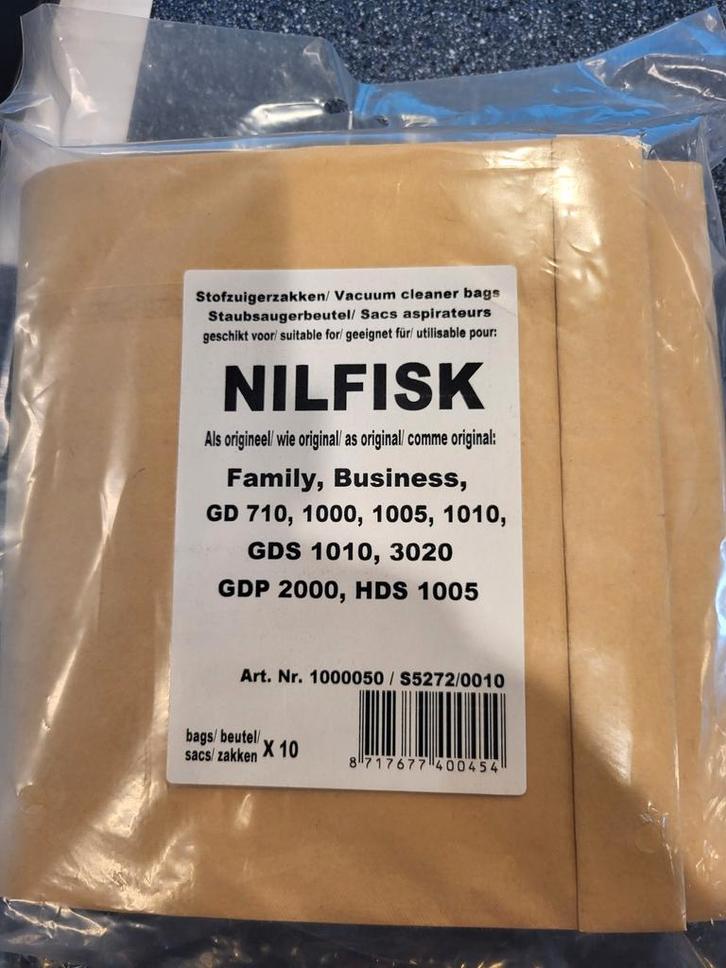 Stofzuigerzakken/ Vacuum cleaner bags
Staubsaugerbeutel/ Sacs aspirateurs
geschikt voor/ suitable for/ geeignet für/ utilisable pour:
NILFISK
Als origineel/ wie original/ as original/ comme original:
Family, Business,
GD 710, 1000, 1005, 1010,
GDS 1010, 3020
GDP 2000, HDS 1005
Art. Nr. 1000050 / S5272/0010
bags/ beutel/
sacs/ zakken X 10
8 717677 400454